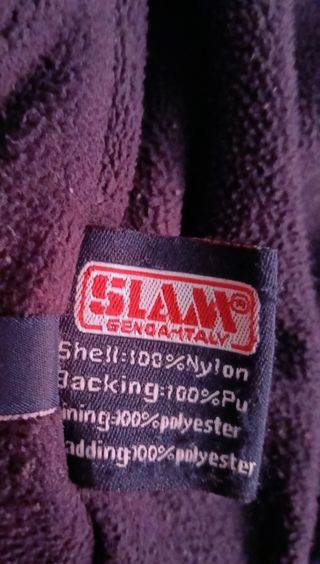 SLAM®
GENOA-ITALY
Shell:100%Nylon
Backing:100%Pu
ining:100%polyester
adding:100%polyester